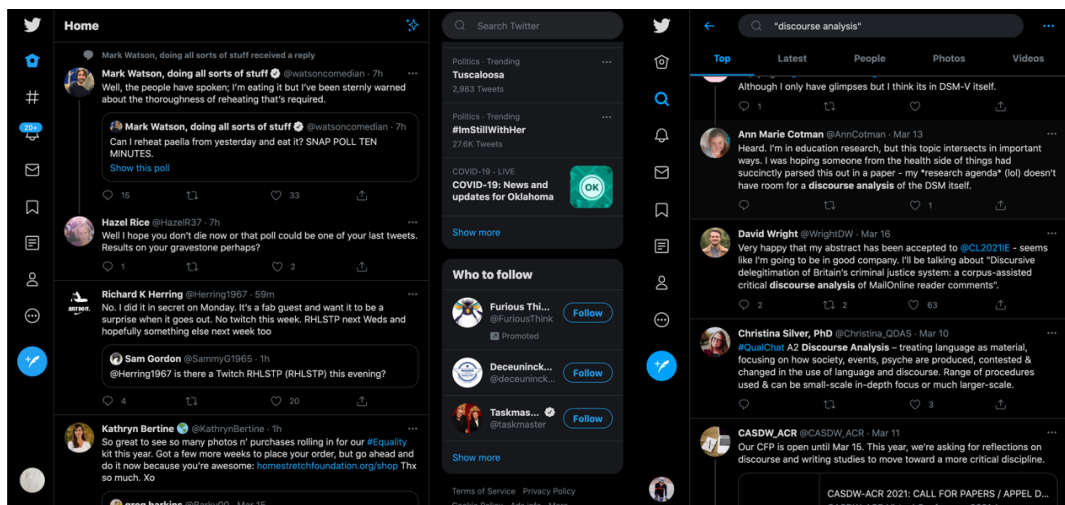 Home
Mark Watson, doing all sorts of stuff received a reply
Mark Watson, doing all sorts of stuff @watsoncomedian · 7h
Well, the people have spoken; I'm eating it but I've been sternly warned
about the thoroughness of reheating that's required.
Mark Watson, doing all sorts of stuff @watsoncomedian · 7h
Can I reheat paella from yesterday and eat it? SNAP POLL TEN
MINUTES.
Show this poll
15 33
Hazel Rice @HazelR37 · 7h
Well I hope you don't die now or that poll could be one of your last tweets.
Results on your gravestone perhaps?
1 2
Richard K Herring @Herring1967 · 59m
No. I did it in secret on Monday. It's a fab guest and want it to be a
surprise when it goes out. No twitch this week. RHLSTP next Weds and
hopefully something else next week too
JUST DO IT.
Sam Gordon @SammyG1965 · 1h
@Herring1967 is there a Twitch RHLSTP (RHLSTP) this evening?
4 20
Kathryn Bertine @KathrynBertine · 1h
So great to see so many photos n' purchases rolling in for our #Equality
kit this year. Got a few more weeks to place your order, but go ahead and
do it now because you're awesome: homestretchfoundation.org/shop Thx
so much. Xo
20+
Search Twitter
Politics · Trending
Tuscaloosa
2,983 Tweets
Politics · Trending
#ImStillWithHer
27.6K Tweets
COVID-19 · LIVE
COVID-19: News and
updates for Oklahoma
OK
Show more
Who to follow
Furious Thi...
@FuriousThink
Follow
Promoted
Deceuninck...
@deceuninck...
Follow
Taskmas...
@taskmaster
Follow
Show more
Terms of Service Privacy Policy
"discourse analysis"
Top Latest People Photos Videos
Although I only have glimpses but I think its in DSM-V itself.
1
Ann Marie Cotman @AnnCotman · Mar 13
Heard. I'm in education research, but this topic intersects in important
ways. I was hoping someone from the health side of things had
succinctly parsed this out in a paper - my *research agenda* (lol) doesn't
have room for a discourse analysis of the DSM itself.
1
David Wright @WrightDW · Mar 16
Very happy that my abstract has been accepted to @CL2021IE - seems
like I'm going to be in good company. I'll be talking about "Discursive
delegitimation of Britain's criminal justice system: a corpus-assisted
critical discourse analysis of MailOnline reader comments".
2 2 63
Christina Silver, PhD @Christina_QDAS · Mar 10
#QualChat A2 Discourse Analysis – treating language as material,
focusing on how society, events, psyche are produced, contested &
changed in the use of language and discourse. Range of procedures
used & can be small-scale in-depth focus or much larger-scale.
3
CASDW_ACR @CASDW_ACR · Mar 11
Our CFP is open until Mar 15. This year, we're asking for reflections on
discourse and writing studies to move toward a more critical discipline.
CASDW-ACR 2021: CALL FOR PAPERS / APPEL D...